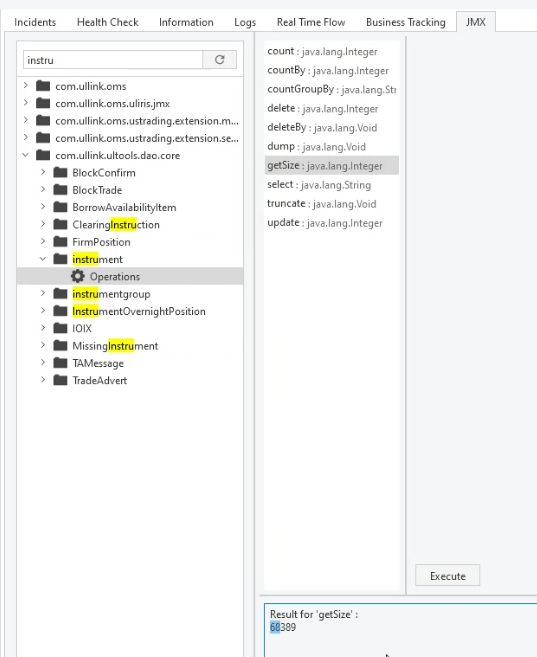 Incidents Health Check Information Logs Real Time Flow Business Tracking JMX
instru
com.ullink.oms
com.ullink.oms.uliris.jmx
com.ullink.oms.ustrading.extension.m...
com.ullink.oms.ustrading.extension.se...
com.ullink.ultools.dao.core
BlockConfirm
BlockTrade
BorrowAvailabilityItem
ClearingInstruction
FirmPosition
instrument
Operations
instrumentgroup
InstrumentOvernightPosition
IOIX
MissingInstrument
TAMessage
TradeAdvert
count : java.lang.Integer
countBy : java.lang.Integer
countGroupBy : java.lang.Str
delete : java.lang.Integer
deleteBy : java.lang.Void
dump : java.lang.Void
getSize : java.lang.Integer
select : java.lang.String
truncate : java.lang.Void
update : java.lang.Integer
Execute
Result for 'getSize' :
68389